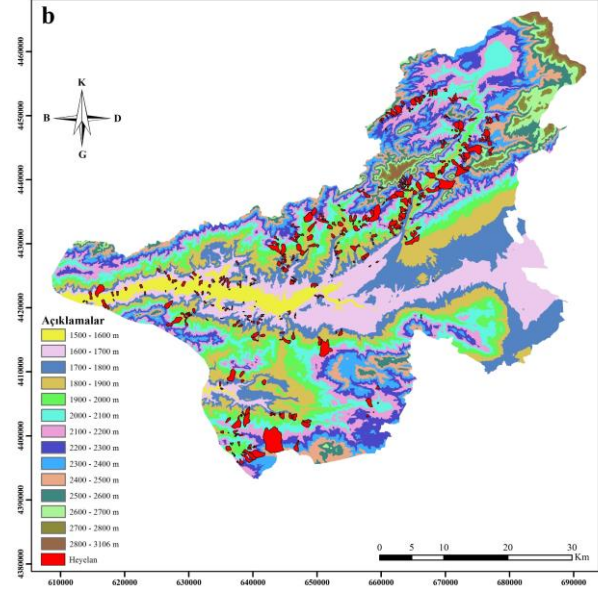 b
K
B D
G
Açıklamalar
1500 - 1600 m
1600 - 1700 m
1700 - 1800 m
1800 - 1900 m
1900 - 2000 m
2000 - 2100 m
2100 - 2200 m
2200 - 2300 m
2300 - 2400 m
2400 - 2500 m
2500 - 2600 m
2600 - 2700 m
2700 - 2800 m
2800 - 3106 m
Heyelan
0 5 10 20 30
Km
4460000
4450000
4440000
4430000
4420000
4410000
4400000
4390000
4380000
610000 620000 630000 640000 650000 660000 670000 680000 690000